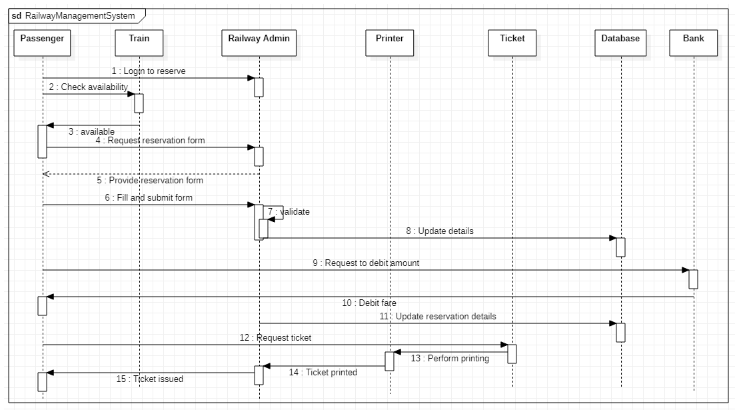 sd RailwayManagementSystem
Passenger
Train
Railway Admin
Printer
Ticket
Database
Bank
1 : Login to reserve
2 : Check availability
3 : available
4 : Request reservation form
5 : Provide reservation form
6 : Fill and submit form
7 : validate
8 : Update details
9 : Request to debit amount
10 : Debit fare
11 : Update reservation details
12 : Request ticket
13 : Perform printing
14 : Ticket printed
15 : Ticket issued